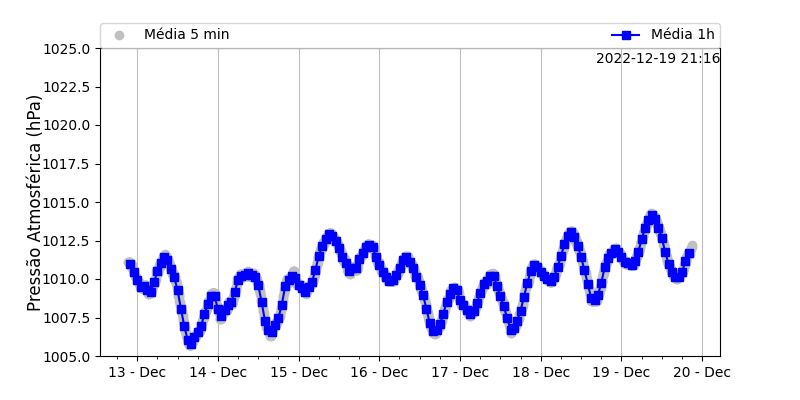 Média 5 min
Média 1h
2022-12-19 21:16
Pressão Atmosférica (hPa)
1025.0
1022.5
1020.0
1017.5
1015.0
1012.5
1010.0
1007.5
1005.0
13 - Dec
14 - Dec
15 - Dec
16 - Dec
17 - Dec
18 - Dec
19 - Dec
20 - Dec